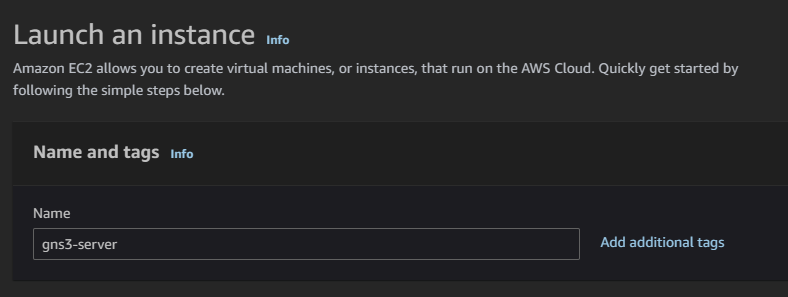 Launch an instance Info
Amazon EC2 allows you to create virtual machines, or instances, that run on the AWS Cloud. Quickly get started by
following the simple steps below.
Name and tags Info
Name
gns3-server
Add additional tags